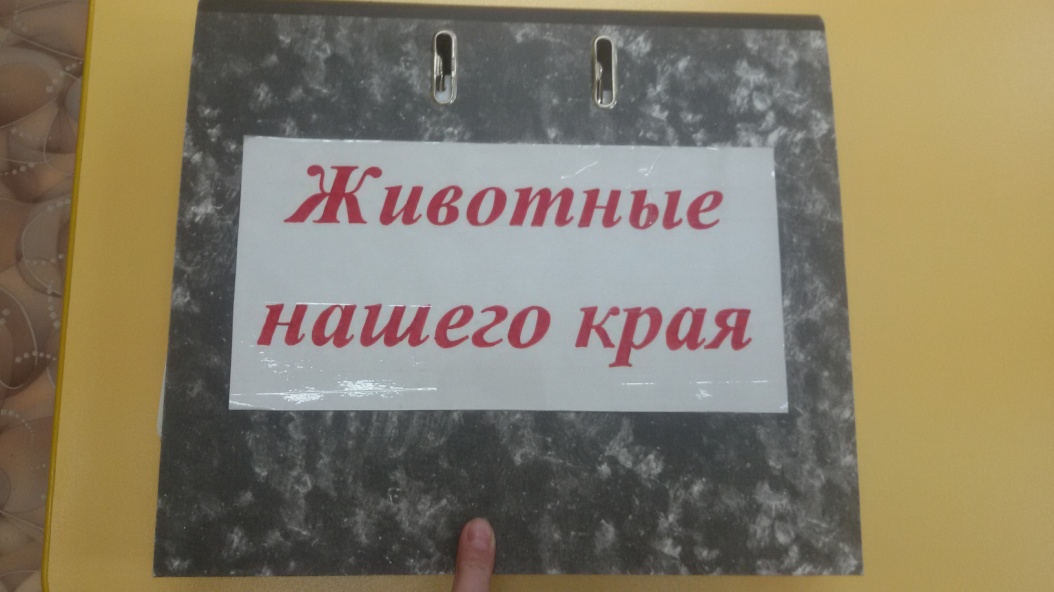 Животные
нашего края